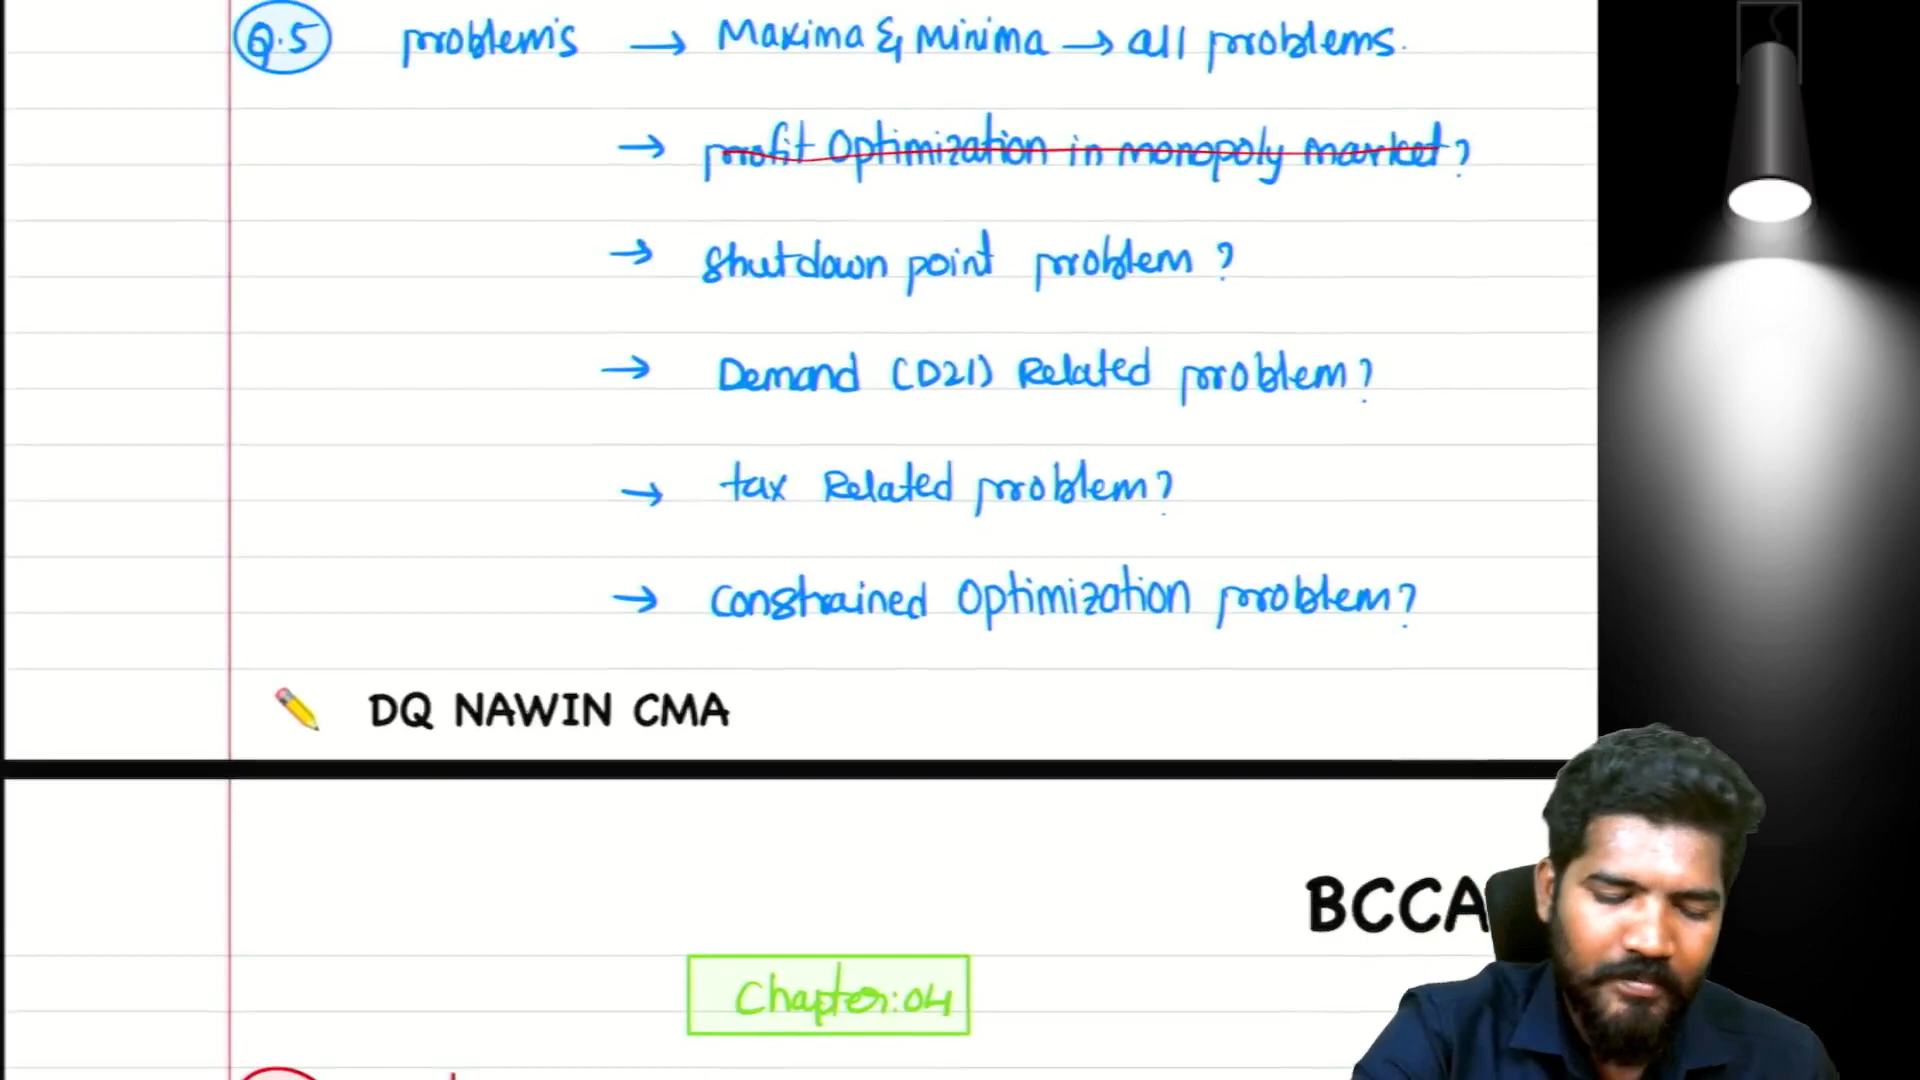 Q.5 problem's → Maxima & Minima → all problems.
→ profit Optimization in monopoly market?
→ shutdown point problem?
→ Demand (D21) Related problem?
→ tax Related problem?
→ Constrained Optimization problem?
DQ NAWIN CMA
BCCA
Chapter:04